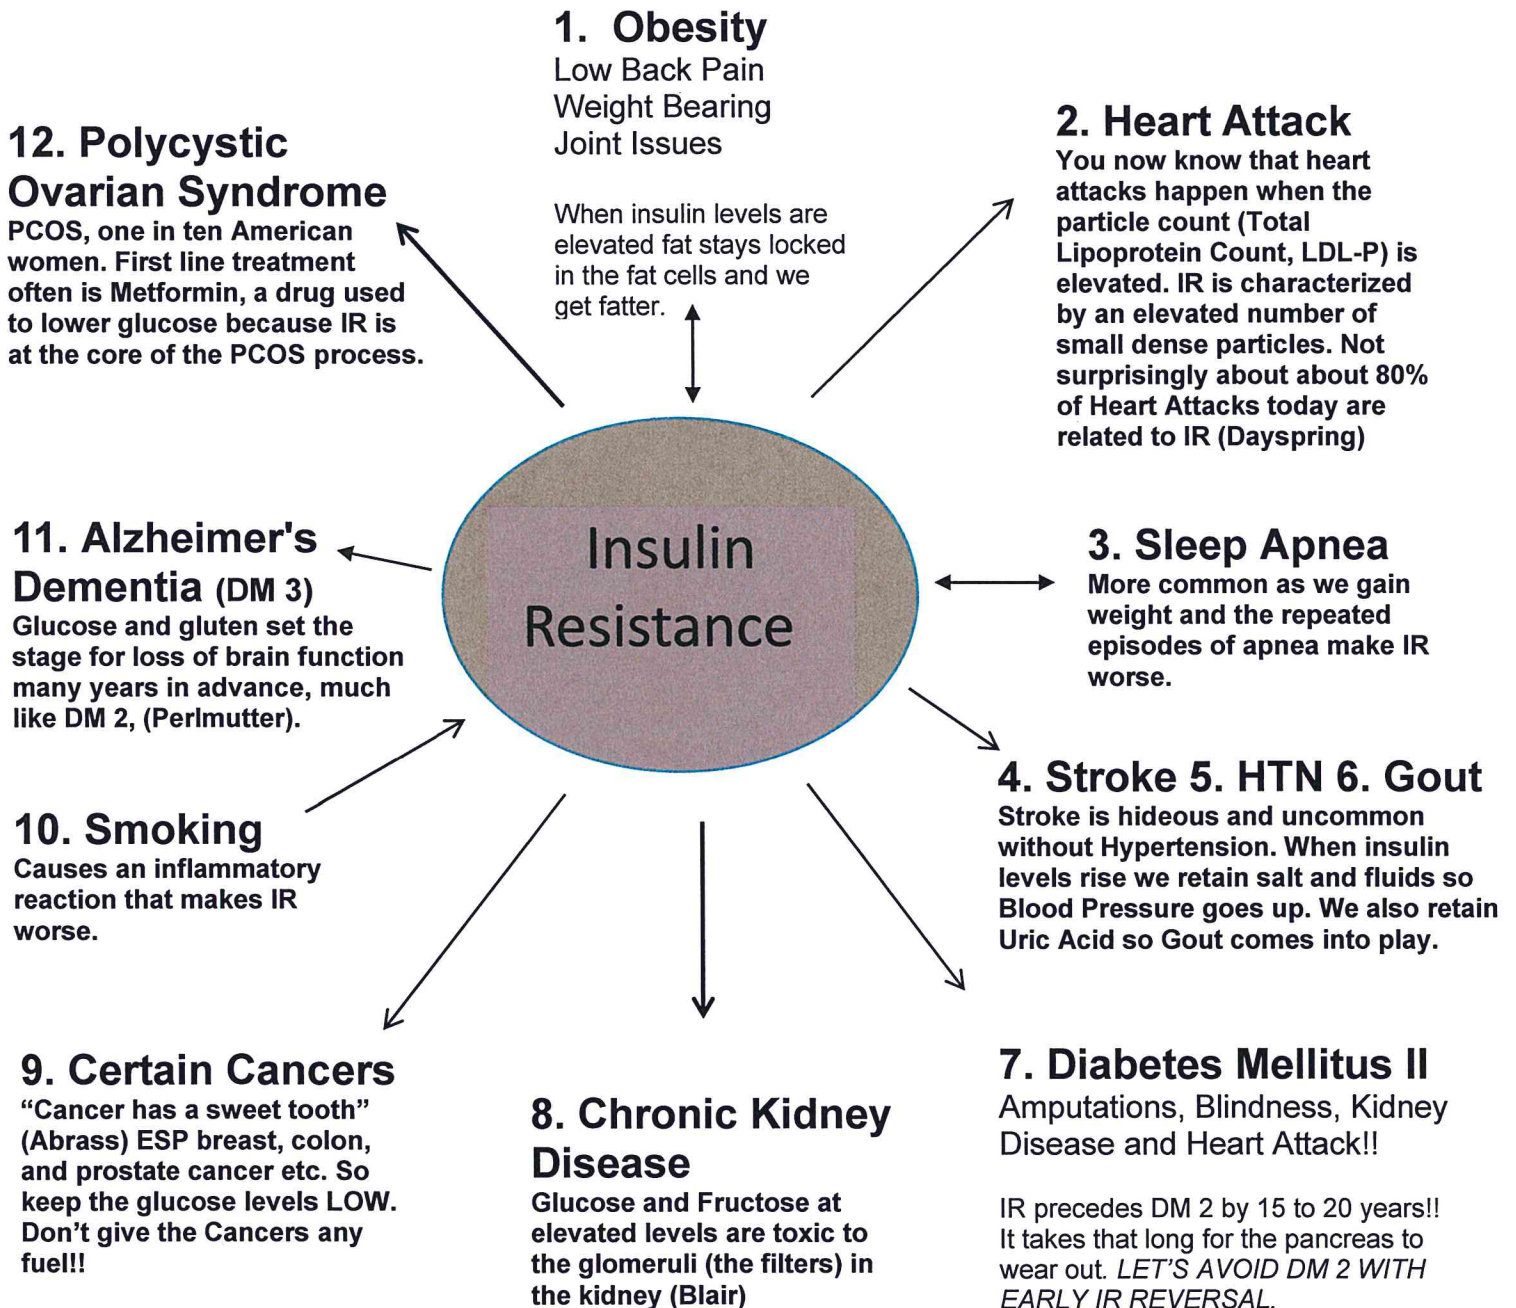 1. Obesity
Low Back Pain
Weight Bearing
Joint Issues
When insulin levels are
elevated fat stays locked
in the fat cells and we
get fatter.
2. Heart Attack
You now know that heart
attacks happen when the
particle count (Total
Lipoprotein Count, LDL-P) is
elevated. IR is characterized
by an elevated number of
small dense particles. Not
surprisingly about about 80%
of Heart Attacks today are
related to IR (Dayspring)
12. Polycystic
Ovarian Syndrome
PCOS, one in ten American
women. First line treatment
often is Metformin, a drug used
to lower glucose because IR is
at the core of the PCOS process.
Insulin
Resistance
3. Sleep Apnea
More common as we gain
weight and the repeated
episodes of apnea make IR
worse.
11. Alzheimer's
Dementia (DM 3)
Glucose and gluten set the
stage for loss of brain function
many years in advance, much
like DM 2, (Perlmutter).
4. Stroke 5. HTN 6. Gout
Stroke is hideous and uncommon
without Hypertension. When insulin
levels rise we retain salt and fluids so
Blood Pressure goes up. We also retain
Uric Acid so Gout comes into play.
10. Smoking
Causes an inflammatory
reaction that makes IR
worse.
9. Certain Cancers
“Cancer has a sweet tooth”
(Abrass) ESP breast, colon,
and prostate cancer etc. So
keep the glucose levels LOW.
Don’t give the Cancers any
fuel!!
8. Chronic Kidney
Disease
Glucose and Fructose at
elevated levels are toxic to
the glomeruli (the filters) in
the kidney (Blair)
7. Diabetes Mellitus II
Amputations, Blindness, Kidney
Disease and Heart Attack!!
IR precedes DM 2 by 15 to 20 years!!
It takes that long for the pancreas to
wear out. LET'S AVOID DM 2 WITH
EARLY IR REVERSAL.